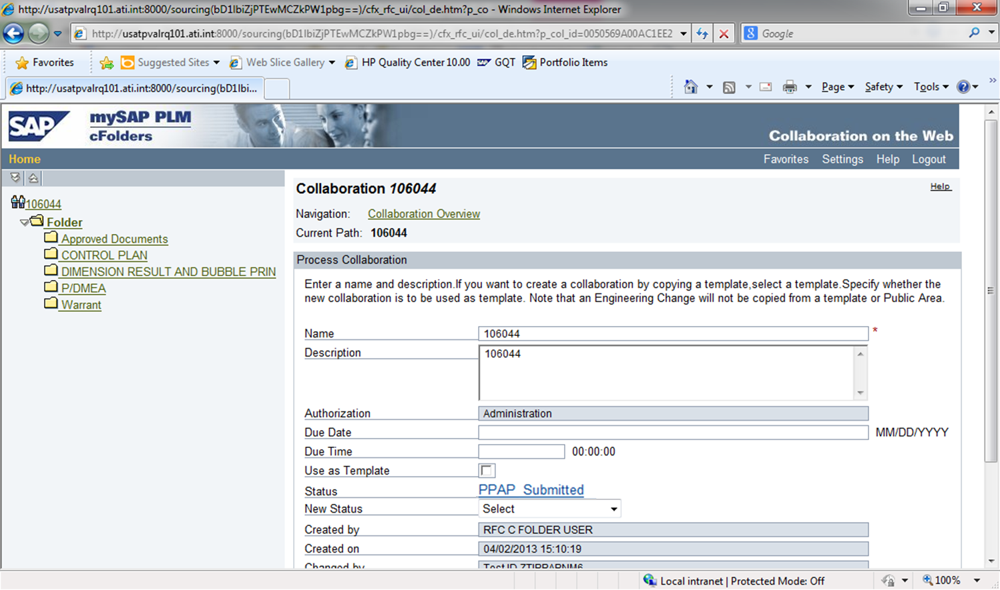 http://usatpvalrq101.ati.int:8000/sourcing(bD1lbiZjPTEwMCZkPW1pbg==)/cfx_rfc_ui/col_de.htm?p_co - Windows Internet Explorer
http://usatpvalrq101.ati.int:8000/sourcing(bD1lbiZjPTEwMCZkPW1pbg==)/cfx_rfc_ui/col_de.htm?p_col_id=0050569A00AC1EE2
Google
Favorites Suggested Sites Web Slice Gallery HP Quality Center 10.00 GQT Portfolio Items
http://usatpvalrq101.ati.int:8000/sourcing(bD1lbi... Page Safety Tools
SAP mySAP PLM
cFolders
Collaboration on the Web
Home Favorites Settings Help Logout
106044
Folder
Approved Documents
CONTROL PLAN
DIMENSION RESULT AND BUBBLE PRIN
P/DMEA
Warrant
Collaboration 106044 Help
Navigation: Collaboration Overview
Current Path: 106044
Process Collaboration
Enter a name and description.If you want to create a collaboration by copying a template,select a template.Specify whether the
new collaboration is to be used as template. Note that an Engineering Change will not be copied from a template or Public Area.
Name 106044 *
Description 106044
Authorization Administration
Due Date MM/DD/YYYY
Due Time 00:00:00
Use as Template
Status PPAP Submitted
New Status Select
Created by RFC C FOLDER USER
Created on 04/02/2013 15:10:19
Changed by
Local intranet | Protected Mode: Off 100%